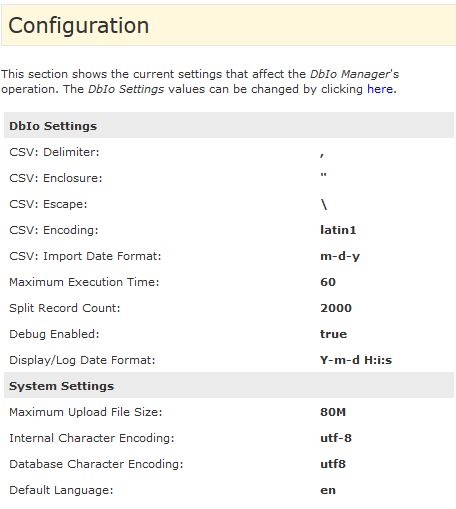 Configuration
This section shows the current settings that affect the DbIo Manager's
operation. The DbIo Settings values can be changed by clicking here.
DbIo Settings
CSV: Delimiter: ,
CSV: Enclosure: "
CSV: Escape: \
CSV: Encoding: latin1
CSV: Import Date Format: m-d-y
Maximum Execution Time: 60
Split Record Count: 2000
Debug Enabled: true
Display/Log Date Format: Y-m-d H:i:s
System Settings
Maximum Upload File Size: 80M
Internal Character Encoding: utf-8
Database Character Encoding: utf8
Default Language: en